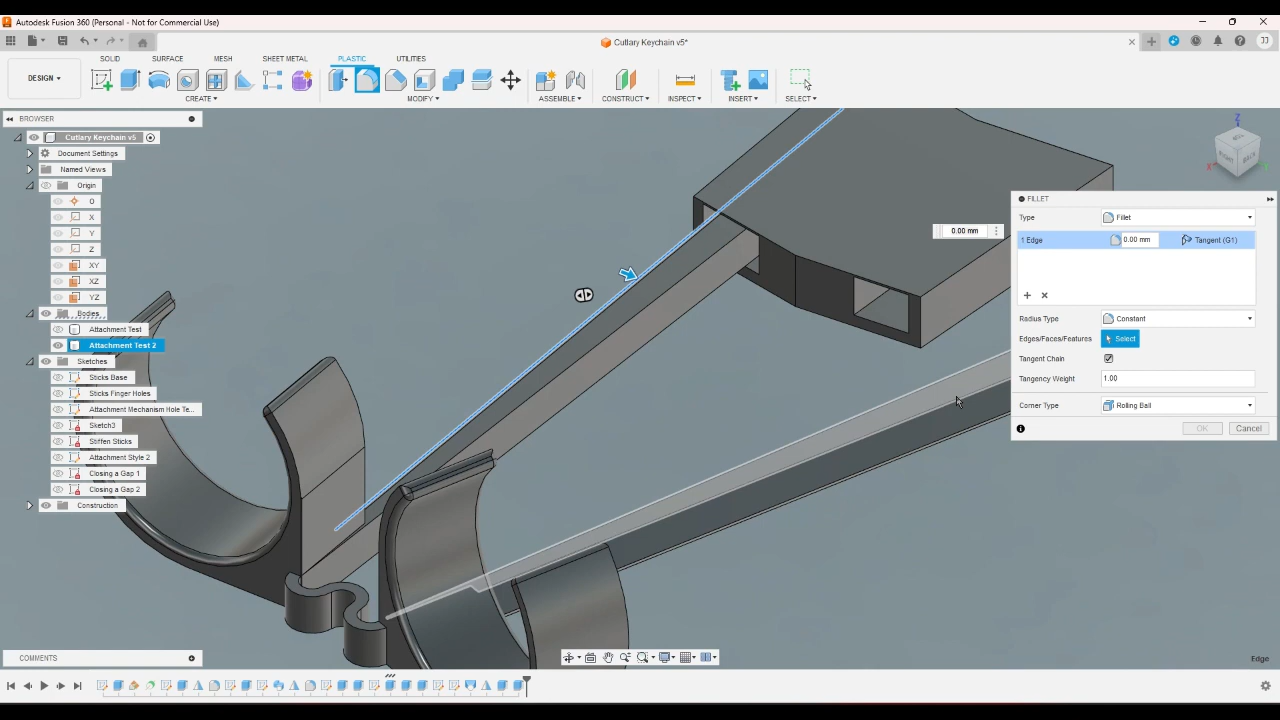 Autodesk Fusion 360 (Personal - Not for Commercial Use)
Cutlary Keychain v5*
JJ
SOLID SURFACE MESH SHEET METAL PLASTIC UTILITIES
DESIGN
CREATE MODIFY ASSEMBLE CONSTRUCT INSPECT INSERT SELECT
BROWSER
Cutlary Keychain v5
Document Settings
Named Views
Origin
O
X
Y
Z
XY
XZ
YZ
Bodies
Attachment Test
Attachment Test 2
Sketches
Sticks Base
Sticks Finger Holes
Attachment Mechanism Hole Te...
Sketch3
Stiffen Sticks
Attachment Style 2
Closing a Gap 1
Closing a Gap 2
Construction
Z
RIGHT BACK
X
0.00 mm
FILLET
Type Fillet
1 Edge 0.00 mm Tangent (G1)
Radius Type Constant
Edges/Faces/Features Select
Tangent Chain
Tangency Weight 1.00
Corner Type Rolling Ball
OK Cancel
COMMENTS
Edge